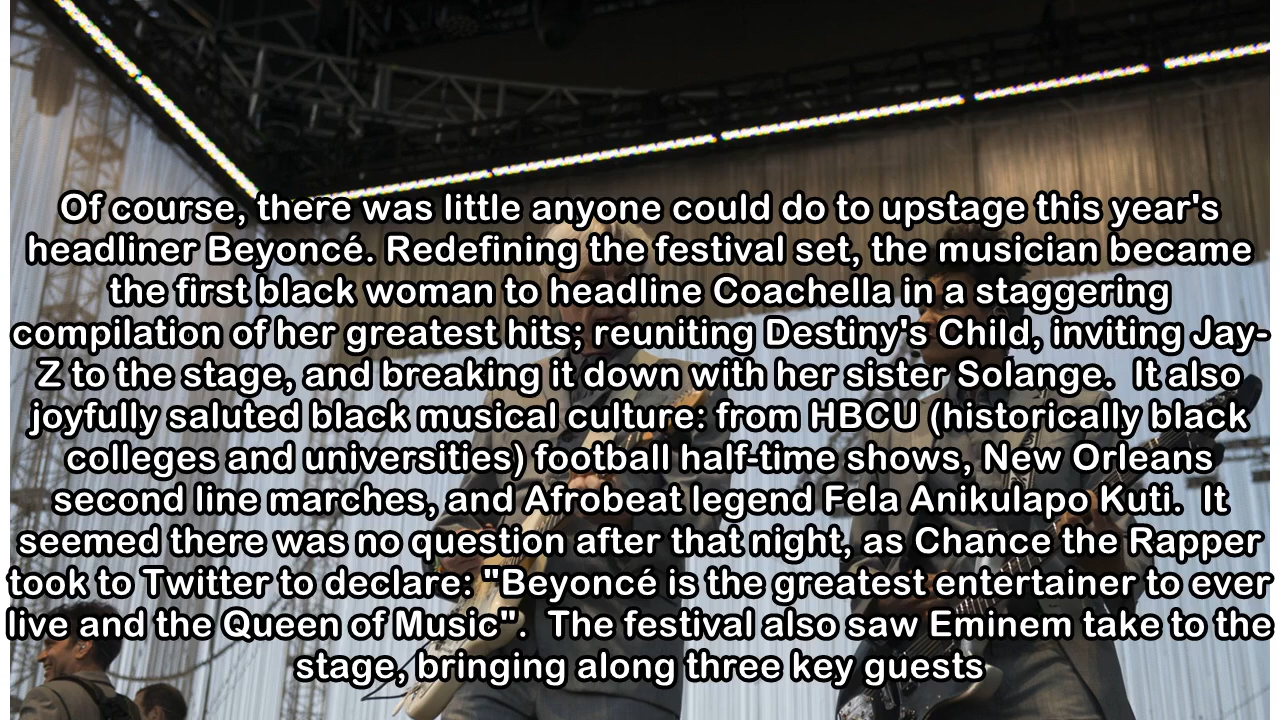 Of course, there was little anyone could do to upstage this year's
headliner Beyoncé. Redefining the festival set, the musician became
the first black woman to headline Coachella in a staggering
compilation of her greatest hits; reuniting Destiny's Child, inviting Jay-
Z to the stage, and breaking it down with her sister Solange.  It also
joyfully saluted black musical culture: from HBCU (historically black
colleges and universities) football half-time shows, New Orleans
second line marches, and Afrobeat legend Fela Anikulapo Kuti.  It
seemed there was no question after that night, as Chance the Rapper
took to Twitter to declare: "Beyoncé is the greatest entertainer to ever
live and the Queen of Music".  The festival also saw Eminem take to the
stage, bringing along three key guests